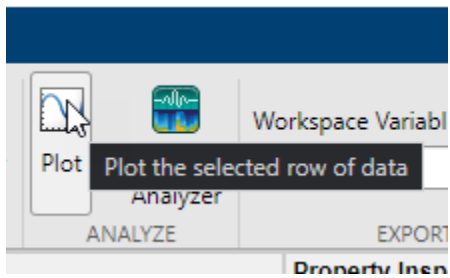 Workspace Variabl
Plot
Plot the selected row of data
Analyzer
ANALYZE
EXPORT
Property Insp